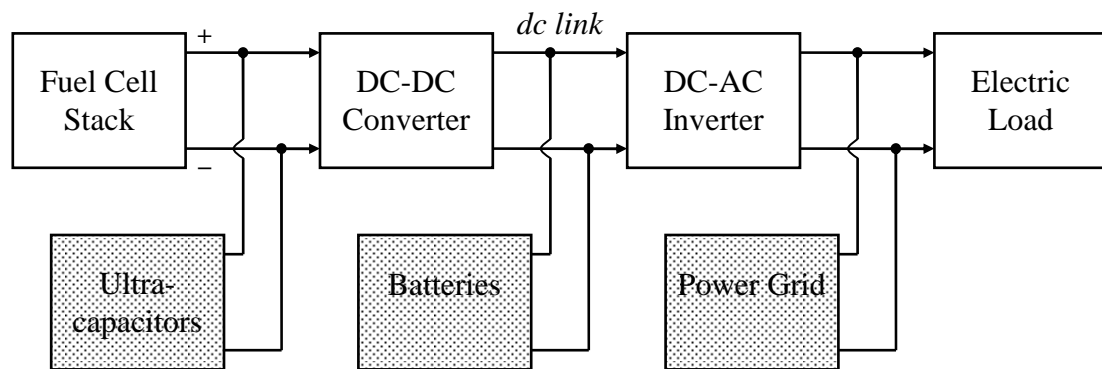 dc link
+
Fuel Cell
Stack
−
DC-DC
Converter
DC-AC
Inverter
Electric
Load
Ultra-
capacitors
Batteries
Power Grid